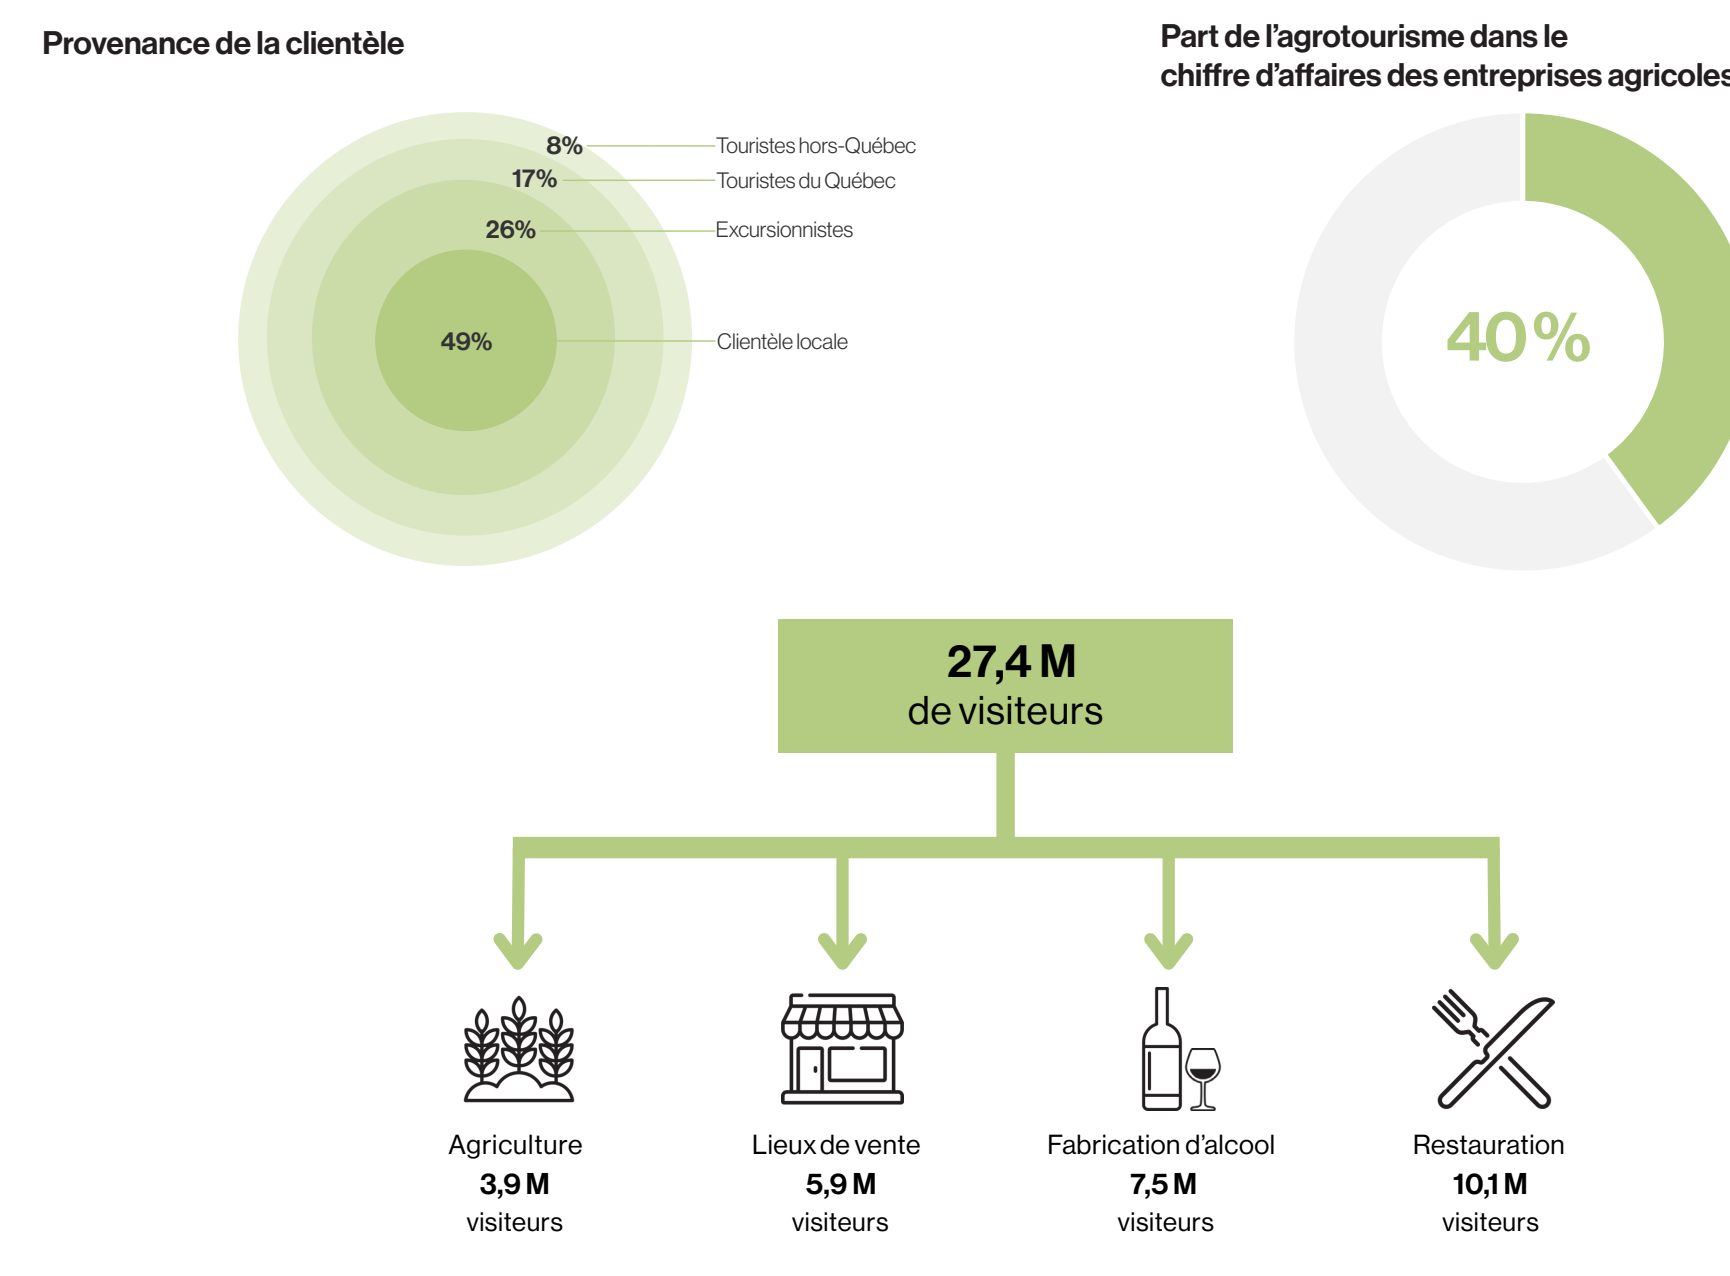 Provenance de la clientèle
8%
Touristes hors-Québec
17%
Touristes du Québec
26%
Excursionnistes
49%
Clientèle locale
Part de l’agrotourisme dans le
chiffre d’affaires des entreprises agricoles
40 %
27,4 M
de visiteurs
Agriculture
3,9 M
visiteurs
Lieux de vente
5,9 M
visiteurs
Fabrication d’alcool
7,5 M
visiteurs
Restauration
10,1 M
visiteurs